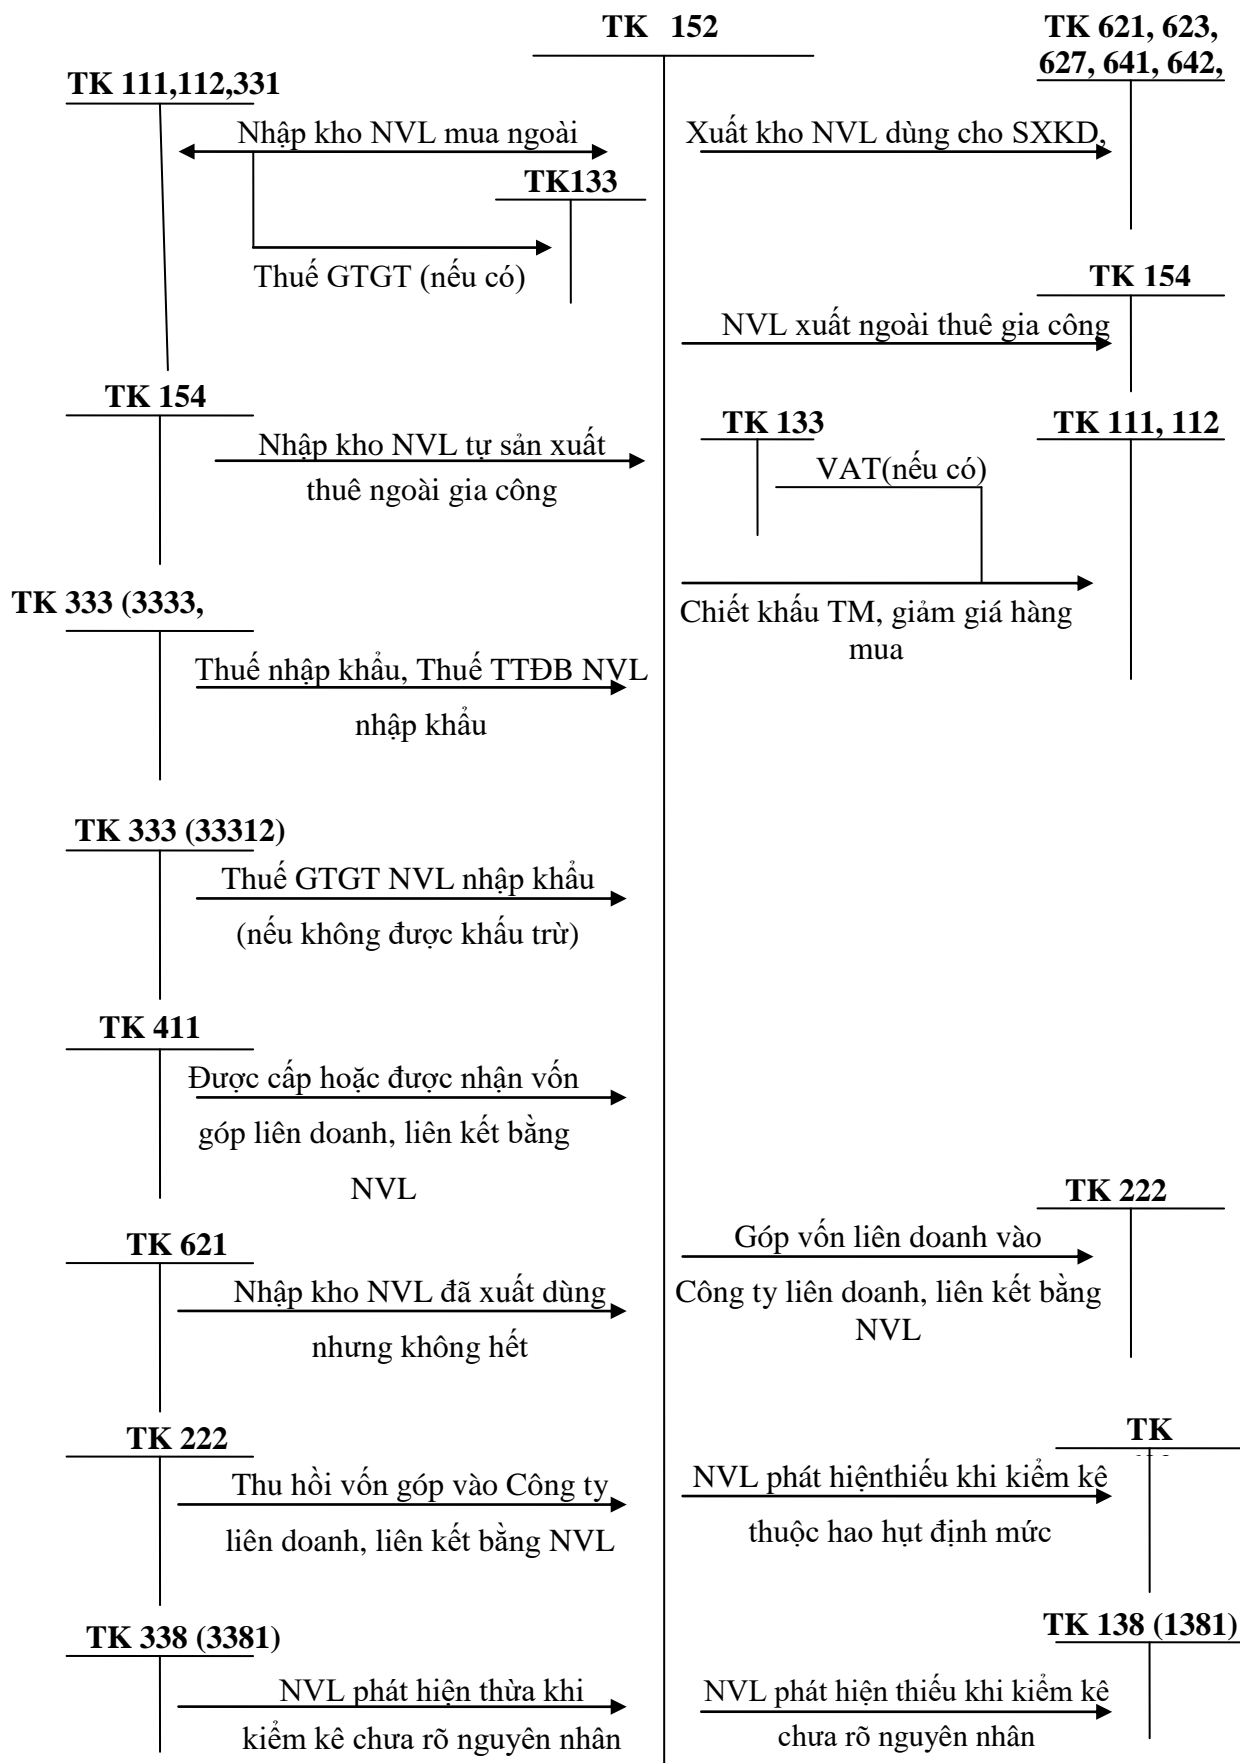 TK 152
TK 621, 623,
627, 641, 642,
TK 111,112,331
Nhập kho NVL mua ngoài
Xuất kho NVL dùng cho SXKD,
TK133
Thuế GTGT (nếu có)
TK 154
NVL xuất ngoài thuê gia công
TK 154
Nhập kho NVL tự sản xuất
thuê ngoài gia công
TK 133
TK 111, 112
VAT(nếu có)
Chiết khấu TM, giảm giá hàng
mua
TK 333 (3333,
Thuế nhập khẩu, Thuế TTĐB NVL
nhập khẩu
TK 333 (33312)
Thuế GTGT NVL nhập khẩu
(nếu không được khấu trừ)
TK 411
Được cấp hoặc được nhận vốn
góp liên doanh, liên kết bằng
NVL
TK 222
Góp vốn liên doanh vào
Công ty liên doanh, liên kết bằng
NVL
TK 621
Nhập kho NVL đã xuất dùng
nhưng không hết
TK 222
Thu hồi vốn góp vào Công ty
liên doanh, liên kết bằng NVL
TK
NVL phát hiệnthiếu khi kiểm kê
thuộc hao hụt định mức
TK 338 (3381)
NVL phát hiện thừa khi
kiểm kê chưa rõ nguyên nhân
TK 138 (1381)
NVL phát hiện thiếu khi kiểm kê
chưa rõ nguyên nhân